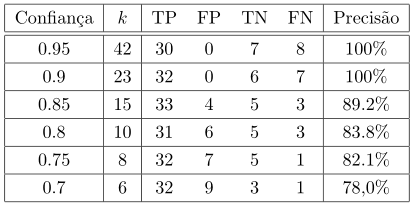 Confiança k TP FP TN FN Precisão
0.95 42 30 0 7 8 100%
0.9 23 32 0 6 7 100%
0.85 15 33 4 5 3 89.2%
0.8 10 31 6 5 3 83.8%
0.75 8 32 7 5 1 82.1%
0.7 6 32 9 3 1 78,0%